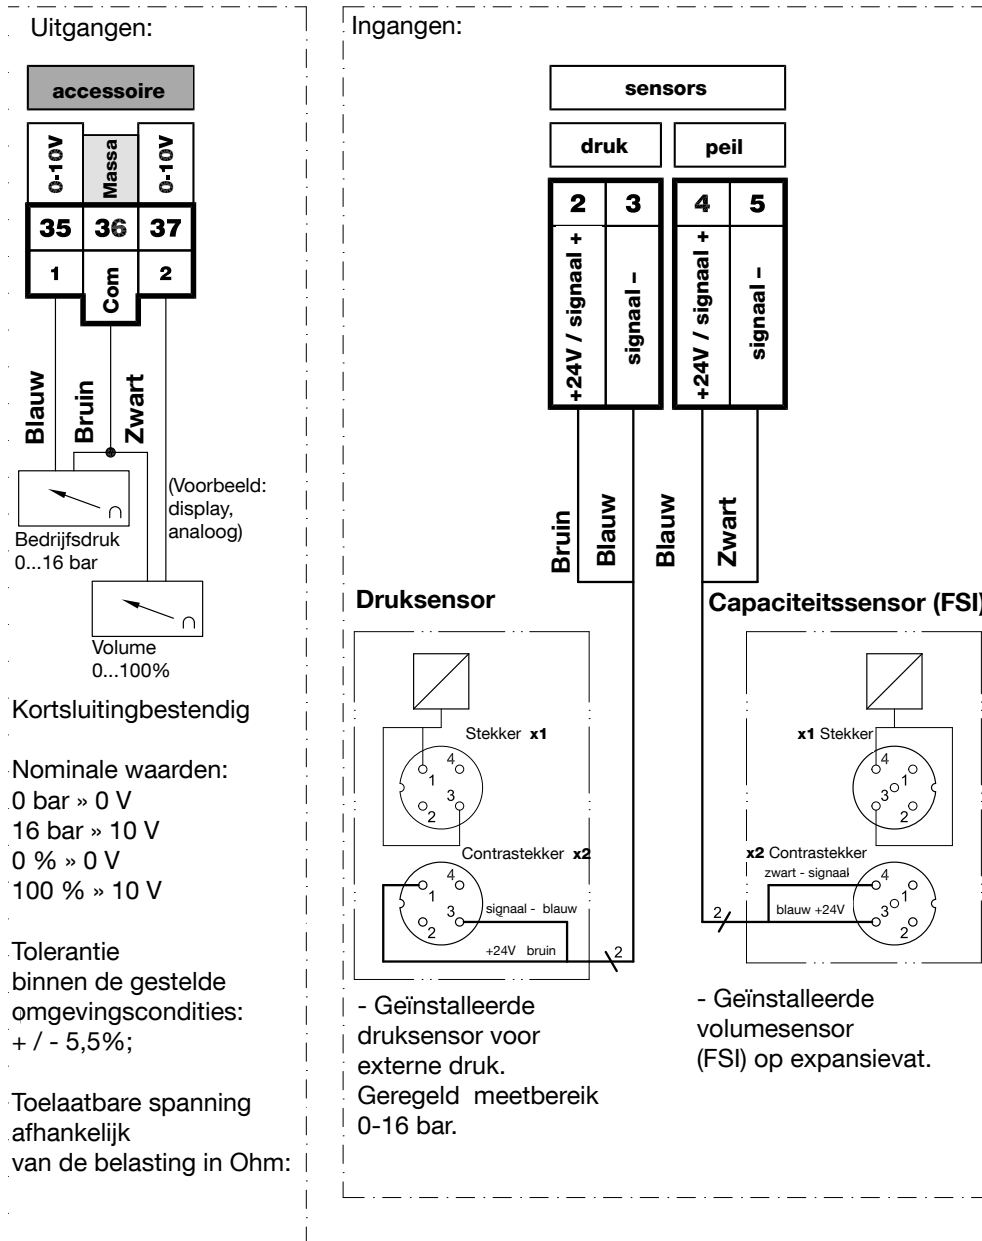 Uitgangen:
accessoire
0-10V
Massa
0-10V
35
36
37
1
Com
2
Blauw
Bruin
Zwart
(Voorbeeld:
display,
analoog)
Bedrijfsdruk
0...16 bar
Volume
0...100%
Kortsluitingbestendig
Nominale waarden:
0 bar » 0 V
16 bar » 10 V
0 % » 0 V
100 % » 10 V
Tolerantie
binnen de gestelde
omgevingscondities:
+ / - 5,5%;
Toelaatbare spanning
afhankelijk
van de belasting in Ohm:
Ingangen:
sensors
druk
peil
2
3
4
5
+24V / signaal +
signaal –
+24V / signaal +
signaal –
Bruin
Blauw
Blauw
Zwart
Druksensor
Stekker x1
4
1
3
2
Contrastekker x2
4
1
3
2
signaal - blauw
+24V bruin
2
- Geïnstalleerde
druksensor voor
externe druk.
Geregeld meetbereik
0-16 bar.
Capaciteitssensor (FSI)
x1 Stekker
4
1
3
2
x2 Contrastekker
zwart - signaal
4
1
blauw +24V
3
2
2
- Geïnstalleerde
volumesensor
(FSI) op expansievat.